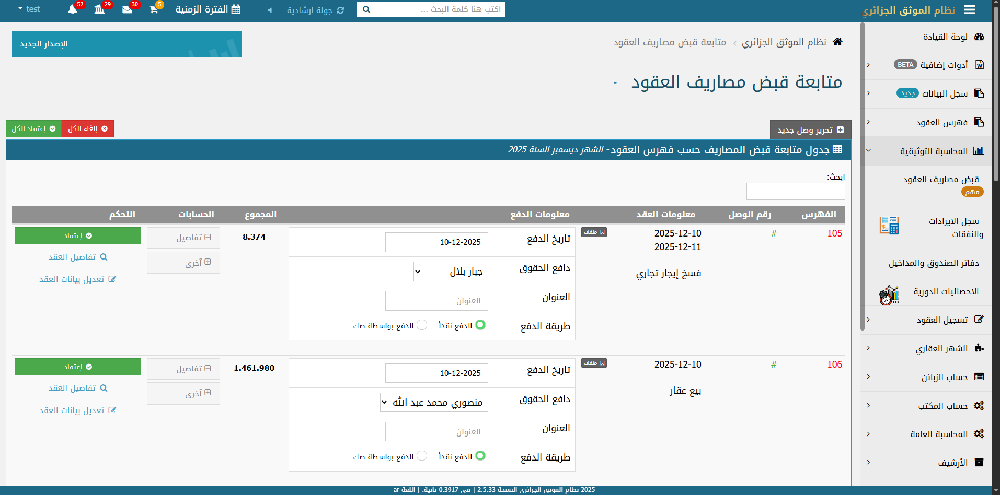 نظام الموثق الجزائري
اكتب هنا كلمة البحث ...
جولة إرشادية
الفترة الزمنية
5
30
29
52
test
لوحة القيادة
أدوات إضافية BETA
سجل البيانات جديد
فهرس العقود
المحاسبة التوثيقية
قبض مصاريف العقود
مهم
سجل الايرادات
والنفقات
دفاتر الصندوق والمداخيل
الاحصائيات الدورية
تسجيل العقود
الشهر العقاري
حساب الزبائن
حساب المكتب
المحاسبة العامة
الأرشيف
نظام الموثق الجزائري › متابعة قبض مصاريف العقود
الإصدار الجديد
متابعة قبض مصاريف العقود -
تحرير وصل جديد
إلغاء الكل
إعتماد الكل
جدول متابعة قبض المصاريف حسب فهرس العقود - الشهر ديسمبر السنة 2025
ابحث:
الفهرس رقم الوصل معلومات العقد معلومات الدفع المجموع الحسابات التحكم
105
#
2025-12-10
2025-12-11
فسخ إيجار تجاري
ملفات
تاريخ الدفع 10-12-2025
دافع الحقوق جبار بلال
العنوان العنوان
طريقة الدفع الدفع نقداً الدفع بواسطة صك
8.374
تفاصيل
آخرى
إعتماد
تفاصيل العقد
تعديل بيانات العقد
106
#
2025-12-10
بيع عقار
ملفات
تاريخ الدفع 10-12-2025
دافع الحقوق منصوري محمد عبد الله
العنوان العنوان
طريقة الدفع الدفع نقداً الدفع بواسطة صك
1.461.980
تفاصيل
آخرى
إعتماد
تفاصيل العقد
تعديل بيانات العقد
2025 نظام الموثق الجزائري النسخة 2.5.33 | في 0.3917 ثانية. | اللغة ar